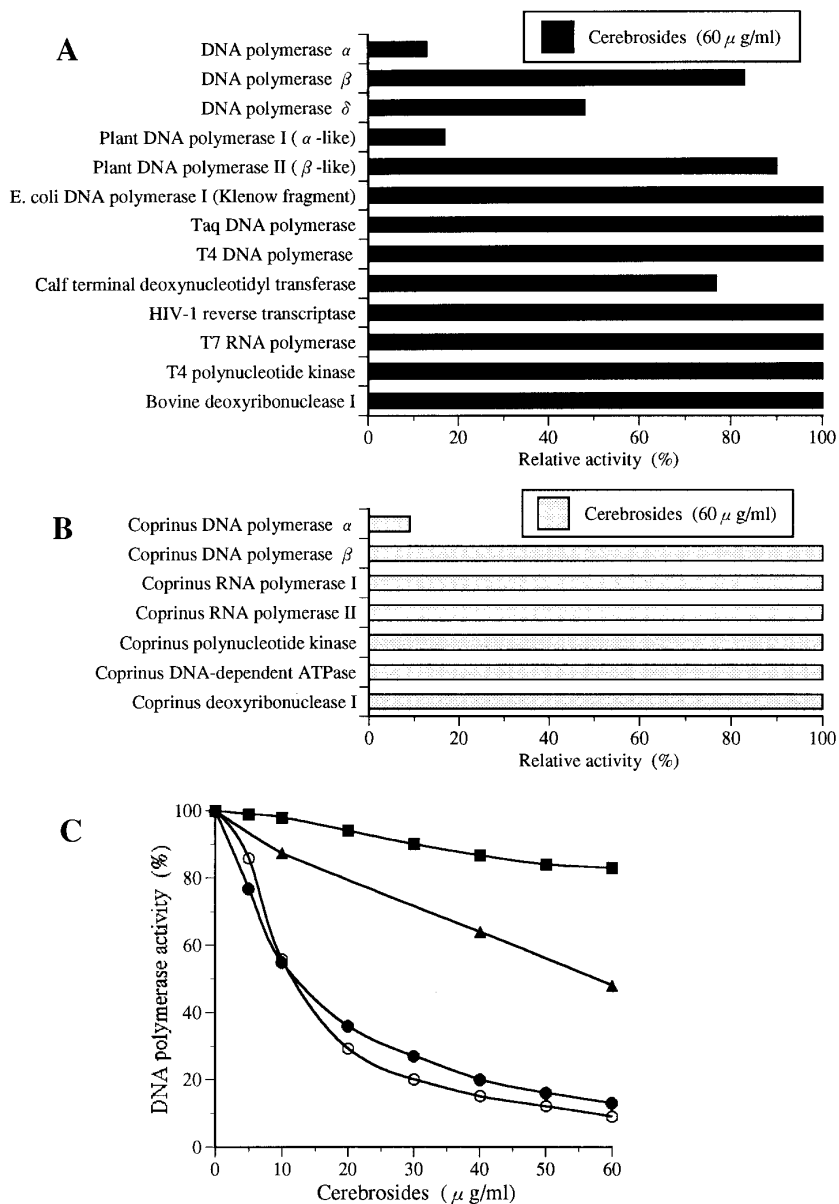 A
Cerebrosides (60 μ g/ml)
DNA polymerase α
DNA polymerase β
DNA polymerase δ
Plant DNA polymerase I ( α -like)
Plant DNA polymerase II ( β -like)
E. coli DNA polymerase I (Klenow fragment)
Taq DNA polymerase
T4 DNA polymerase
Calf terminal deoxynucleotidyl transferase
HIV-1 reverse transcriptase
T7 RNA polymerase
T4 polynucleotide kinase
Bovine deoxyribonuclease I
0 20 40 60 80 100
Relative activity (%)
B
Cerebrosides (60 μ g/ml)
Coprinus DNA polymerase α
Coprinus DNA polymerase β
Coprinus RNA polymerase I
Coprinus RNA polymerase II
Coprinus polynucleotide kinase
Coprinus DNA-dependent ATPase
Coprinus deoxyribonuclease I
0 20 40 60 80 100
Relative activity (%)
C
DNA polymerase activity (%)
100
80
60
40
20
0
0 10 20 30 40 50 60
Cerebrosides ( μ g/ml)